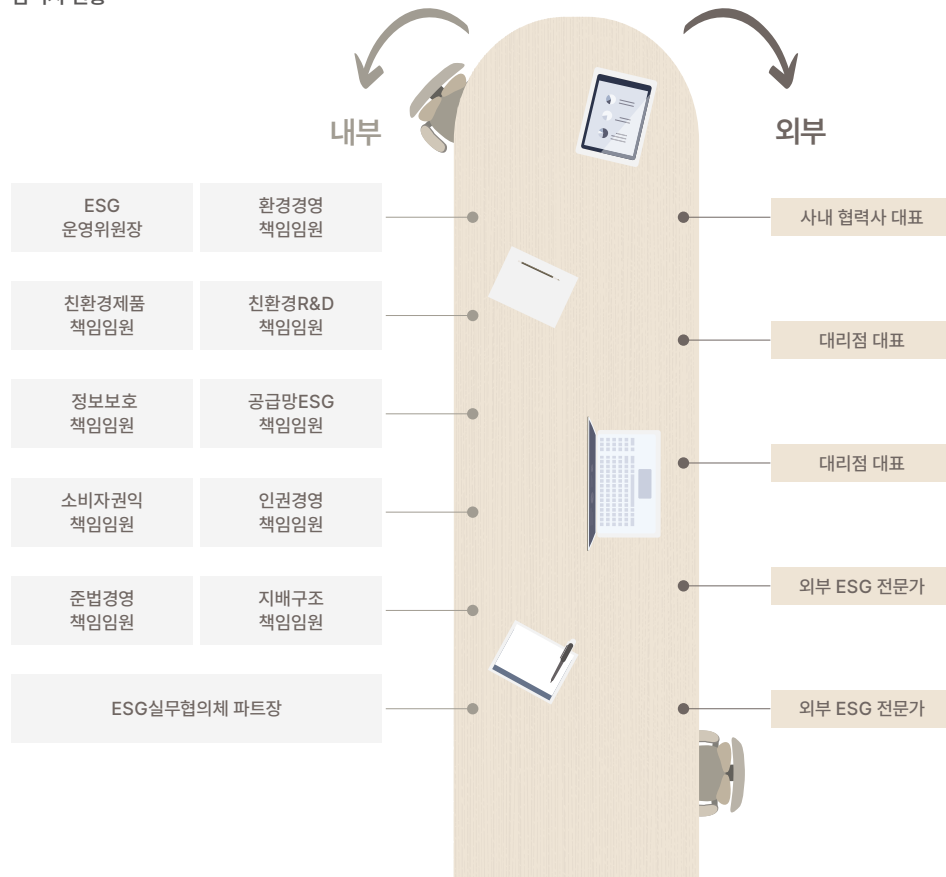 내부
외부
ESG
운영위원장
환경경영
책임임원
친환경제품
책임임원
친환경R&D
책임임원
정보보호
책임임원
공급망ESG
책임임원
소비자권익
책임임원
인권경영
책임임원
준법경영
책임임원
지배구조
책임임원
ESG실무협의체 파트장
사내 협력사 대표
대리점 대표
대리점 대표
외부 ESG 전문가
외부 ESG 전문가